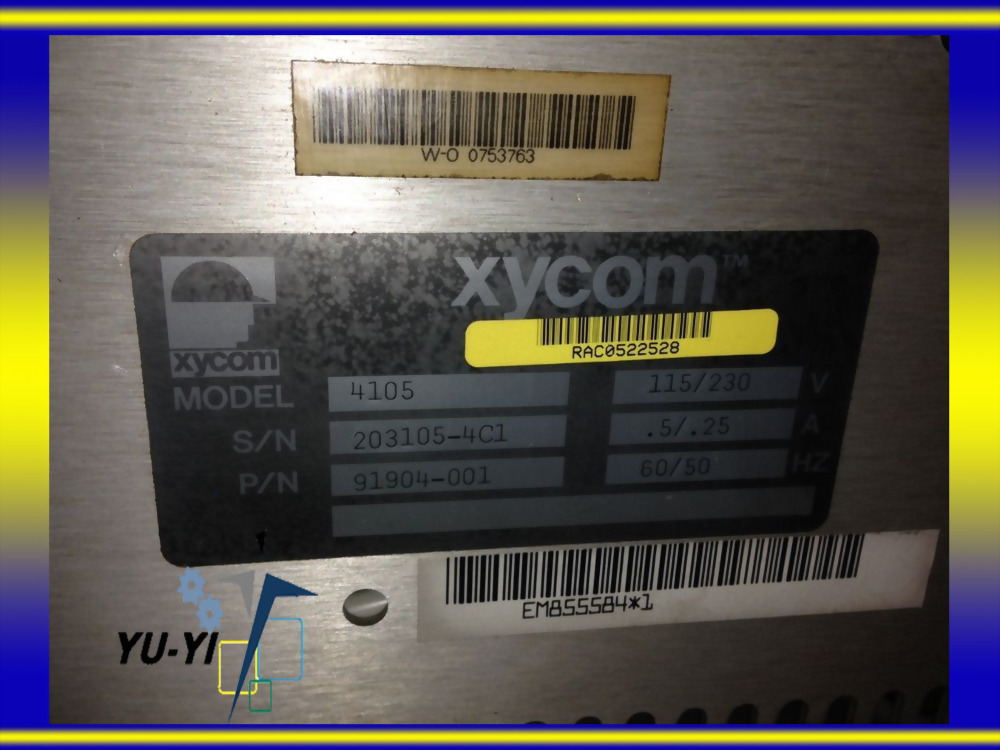 W-O 0753763
xycom™
xycom
RAC0522528
MODEL 4105 115/230 V
S/N 203105-4C1 .5/.25 A
P/N 91904-001 60/50 HZ
EM855584*1
YU-YI